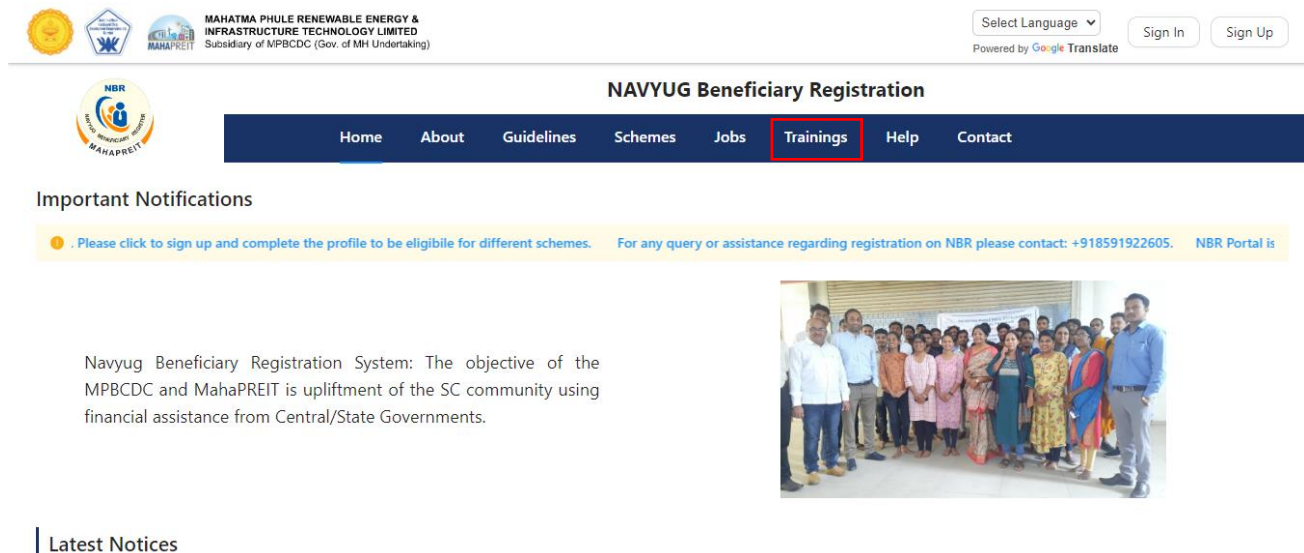 MAHATMA PHULE RENEWABLE ENERGY &
INFRASTRUCTURE TECHNOLOGY LIMITED
Subsidiary of MPBCDC (Gov. of MH Undertaking)
MAHAPREIT
Select Language
Powered by Google Translate
Sign In
Sign Up
NBR
NAVYUG BENEFICIARY REGISTER
MAHAPREIT
NAVYUG Beneficiary Registration
Home About Guidelines Schemes Jobs Trainings Help Contact
Important Notifications
. Please click to sign up and complete the profile to be eligibile for different schemes. For any query or assistance regarding registration on NBR please contact: +918591922605. NBR Portal is
Navyug Beneficiary Registration System: The objective of the
MPBCDC and MahaPREIT is upliftment of the SC community using
financial assistance from Central/State Governments.
Latest Notices